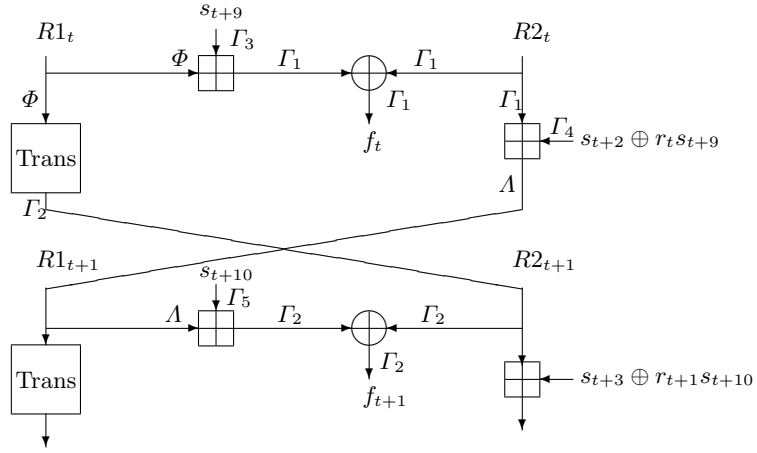 s_{t+9}
R1_t R2_t
Γ_3
Φ Γ_1 Γ_1
Φ Γ_1 Γ_1
Γ_4
f_t s_{t+2} ⊕ r_t s_{t+9}
Trans
Λ
Γ_2
R1_{t+1} R2_{t+1}
s_{t+10}
Γ_5
Λ Γ_2 Γ_2
Γ_2
Trans f_{t+1} s_{t+3} ⊕ r_{t+1} s_{t+10}